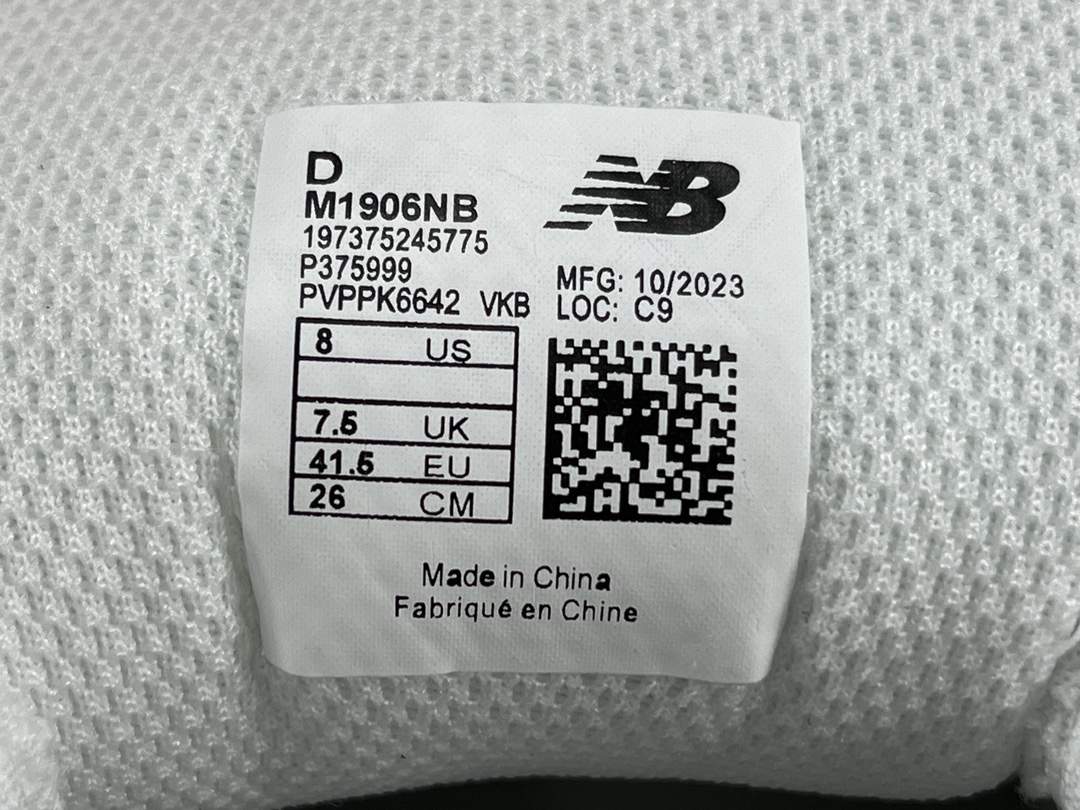 D
M1906NB
197375245775
P375999
PVPPK6642 VKB
NB
MFG: 10/2023
LOC: C9
8 US
7.5 UK
41.5 EU
26 CM
Made in China
Fabriqué en Chine